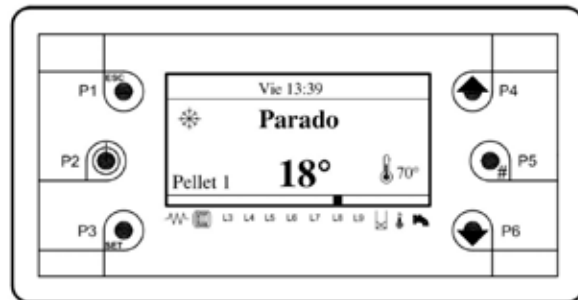 ESC
P1
P2
P3
SET
Vie 13:39
Parado
Pellet 1
18°
70°
L3 L4 L5 L6 L7 L8 L9
P4
P5
#
P6